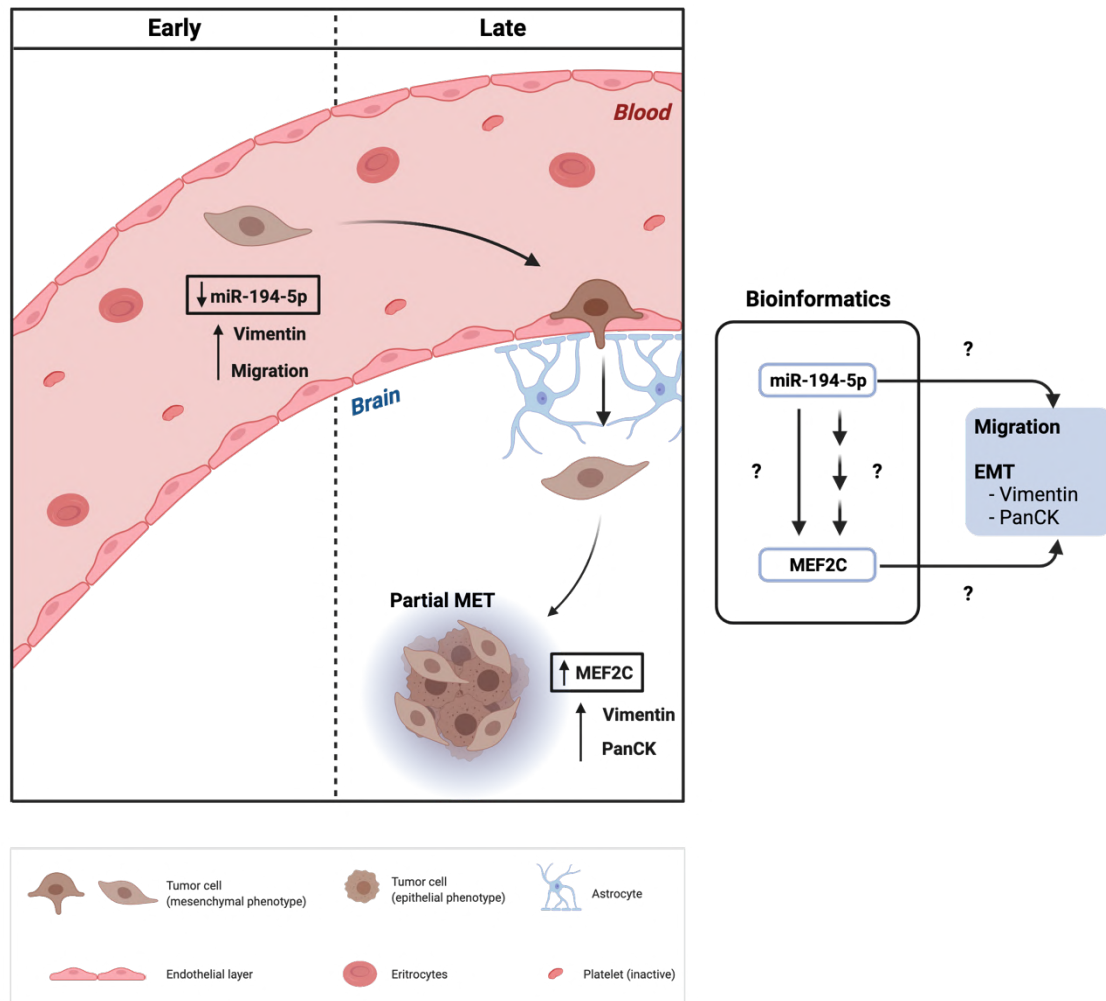 Early
Late
Blood
miR-194-5p
Vimentin
Migration
Brain
Partial MET
MEF2C
Vimentin
PanCK
Bioinformatics
miR-194-5p
?
?
?
MEF2C
?
Migration
EMT
- Vimentin
- PanCK
Tumor cell
(mesenchymal phenotype)
Tumor cell
(epithelial phenotype)
Astrocyte
Endothelial layer
Eritrocytes
Platelet (inactive)